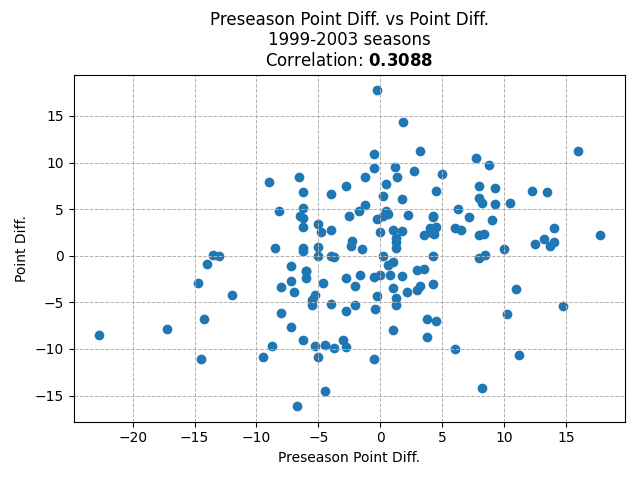 Preseason Point Diff. vs Point Diff.
1999-2003 seasons
Correlation: 0.3088
15
10
5
0
−5
−10
−15
Point Diff.
−20 −15 −10 −5 0 5 10 15
Preseason Point Diff.